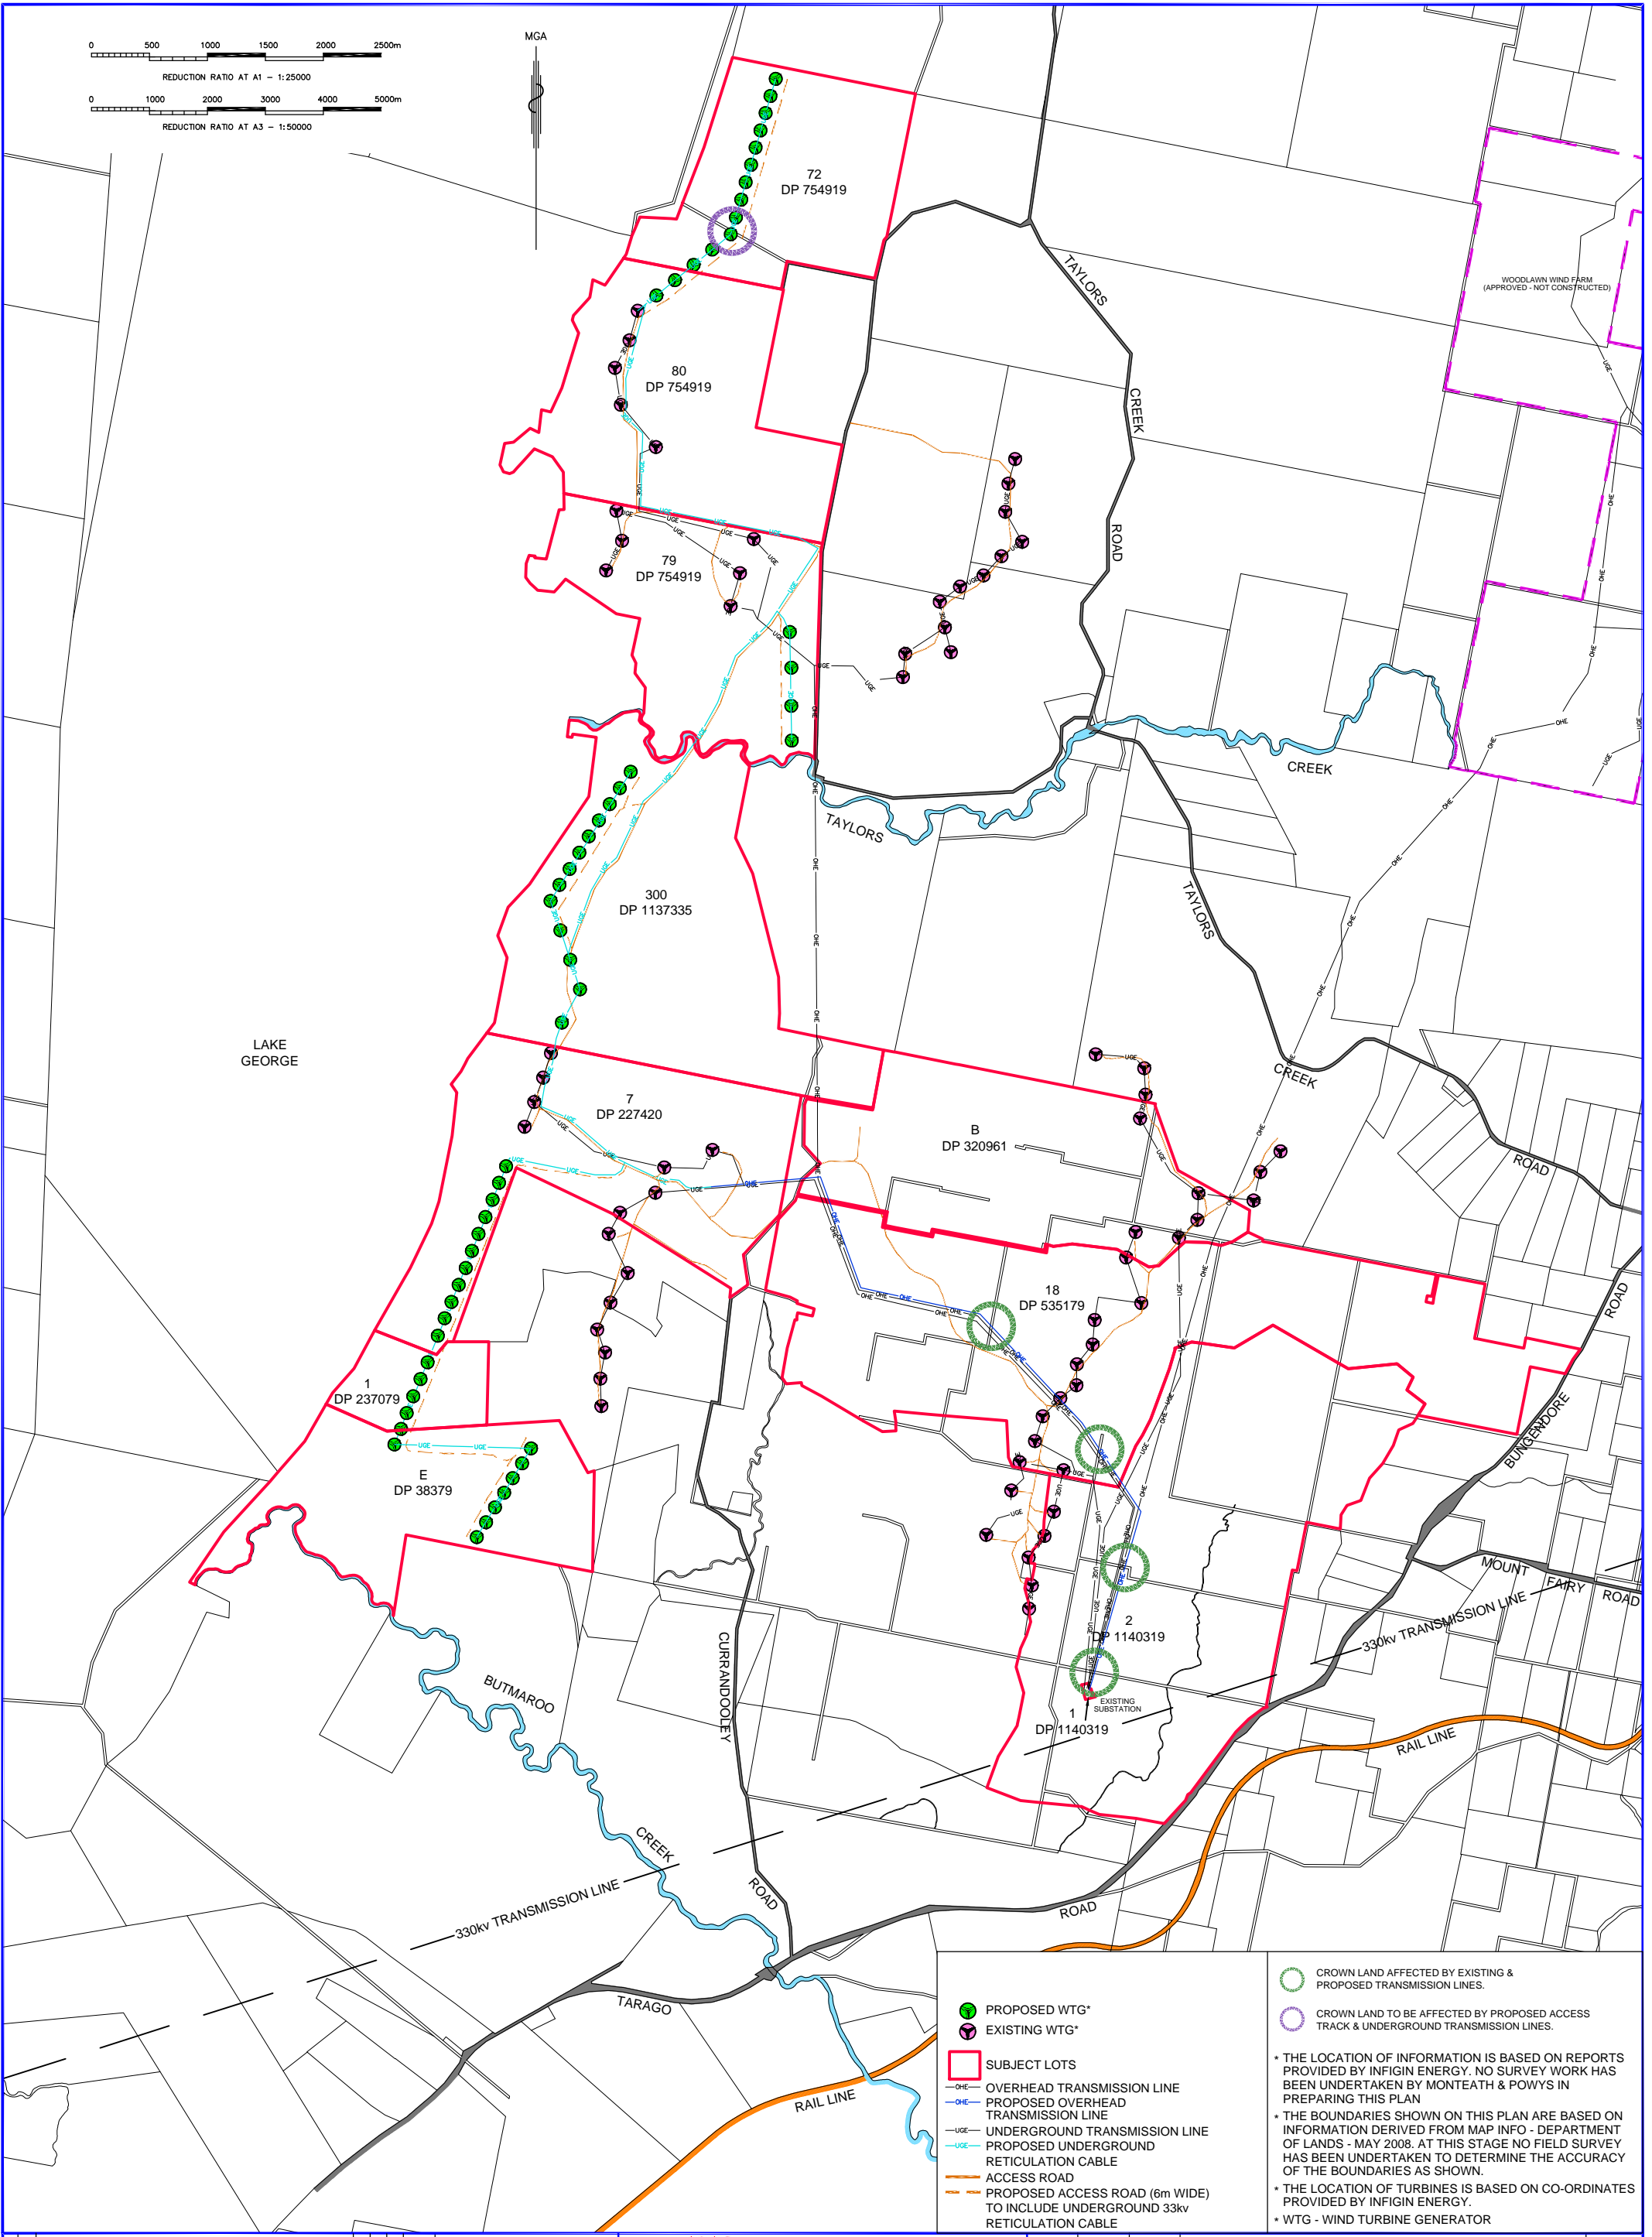 0 500 1000 1500 2000 2500m
REDUCTION RATIO AT A1 - 1:25000
0 1000 2000 3000 4000 5000m
REDUCTION RATIO AT A3 - 1:50000
MGA
72
DP 754919
TAYLORS
CREEK
ROAD
WOODLAWN WIND FARM
(APPROVED - NOT CONSTRUCTED)
80
DP 754919
79
DP 754919
CREEK
TAYLORS
300
DP 1137335
TAYLORS
CREEK
ROAD
LAKE
GEORGE
7
DP 227420
B
DP 320961
18
DP 535179
ROAD
BUNGENDORE
1
DP 237079
E
DP 38379
MOUNT
FAIRY
ROAD
330kv TRANSMISSION LINE
2
DP 1140319
EXISTING
SUBSTATION
1
DP 1140319
RAIL LINE
CURRANDOOLEY
ROAD
BUTMAROO
CREEK
330kv TRANSMISSION LINE
ROAD
TARAGO
RAIL LINE
UGE
OHE
PROPOSED WTG*
EXISTING WTG*
SUBJECT LOTS
OHE OVERHEAD TRANSMISSION LINE
OHE PROPOSED OVERHEAD
TRANSMISSION LINE
UGE UNDERGROUND TRANSMISSION LINE
UGE PROPOSED UNDERGROUND
RETICULATION CABLE
ACCESS ROAD
PROPOSED ACCESS ROAD (6m WIDE)
TO INCLUDE UNDERGROUND 33kv
RETICULATION CABLE
CROWN LAND AFFECTED BY EXISTING &
PROPOSED TRANSMISSION LINES.
CROWN LAND TO BE AFFECTED BY PROPOSED ACCESS
TRACK & UNDERGROUND TRANSMISSION LINES.
* THE LOCATION OF INFORMATION IS BASED ON REPORTS
PROVIDED BY INFIGIN ENERGY. NO SURVEY WORK HAS
BEEN UNDERTAKEN BY MONTEATH & POWYS IN
PREPARING THIS PLAN
* THE BOUNDARIES SHOWN ON THIS PLAN ARE BASED ON
INFORMATION DERIVED FROM MAP INFO - DEPARTMENT
OF LANDS - MAY 2008. AT THIS STAGE NO FIELD SURVEY
HAS BEEN UNDERTAKEN TO DETERMINE THE ACCURACY
OF THE BOUNDARIES AS SHOWN.
* THE LOCATION OF TURBINES IS BASED ON CO-ORDINATES
PROVIDED BY INFIGIN ENERGY.
* WTG - WIND TURBINE GENERATOR